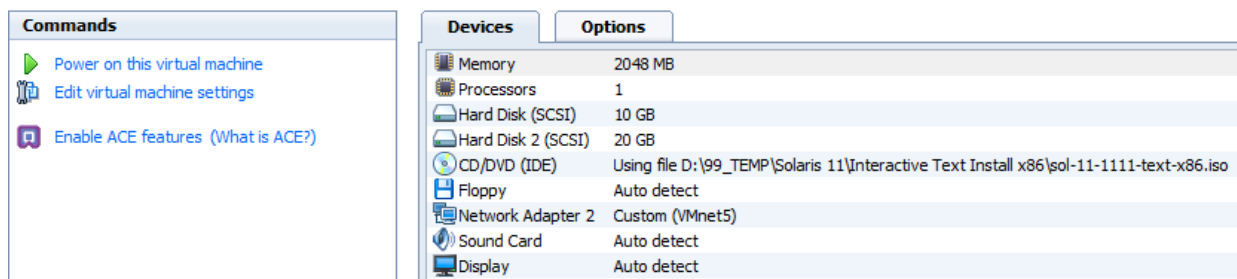 Commands
Power on this virtual machine
Edit virtual machine settings
Enable ACE features (What is ACE?)
Devices Options
Memory 2048 MB
Processors 1
Hard Disk (SCSI) 10 GB
Hard Disk 2 (SCSI) 20 GB
CD/DVD (IDE) Using file D:\99_TEMP\Solaris 11\Interactive Text Install x86\sol-11-1111-text-x86.iso
Floppy Auto detect
Network Adapter 2 Custom (VMnet5)
Sound Card Auto detect
Display Auto detect